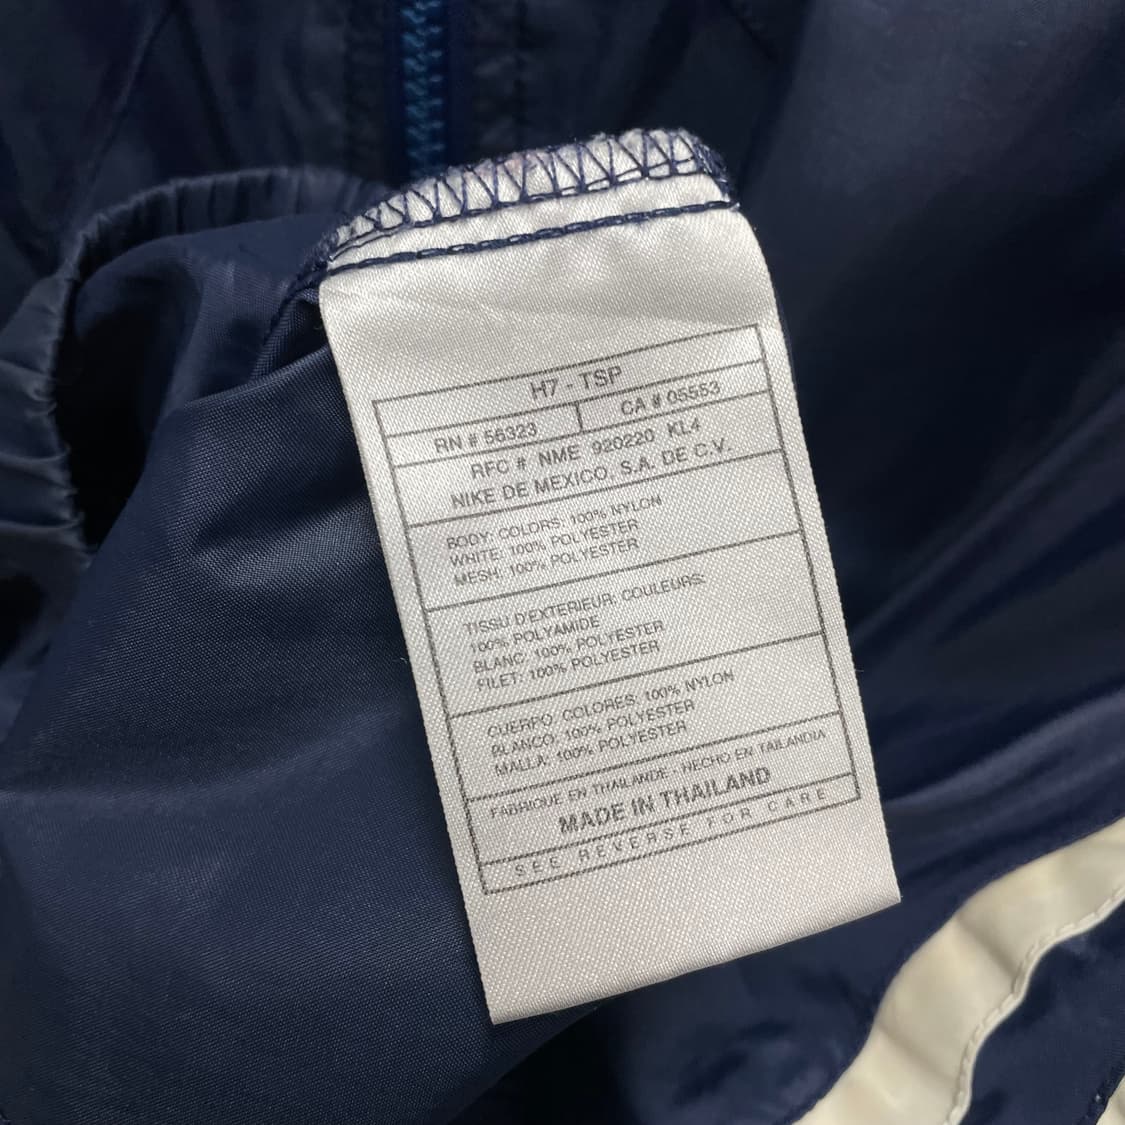 H7 - TSP
RN # 56323 CA # 05553
RFC # NME 920220 KL4
NIKE DE MEXICO, S.A. DE C.V.
BODY: COLORS: 100% NYLON
WHITE: 100% POLYESTER
MESH: 100% POLYESTER
TISSU D'EXTERIEUR: COULEURS:
100% POLYAMIDE
BLANC: 100% POLYESTER
FILET: 100% POLYESTER
CUERPO: COLORES: 100% NYLON
BLANCO: 100% POLYESTER
MALLA: 100% POLYESTER
FABRIQUE EN THAILANDE - HECHO EN TAILANDIA
MADE IN THAILAND
SEE REVERSE FOR CARE